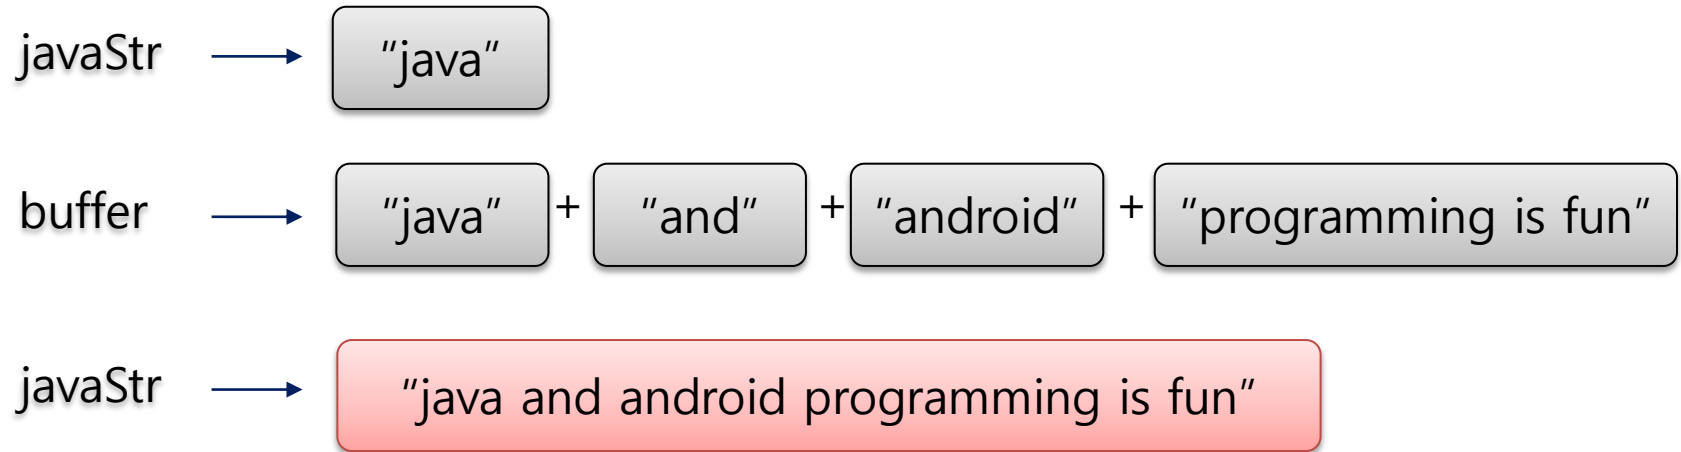 javaStr "java"
buffer "java" + "and" + "android" + "programming is fun"
javaStr "java and android programming is fun"